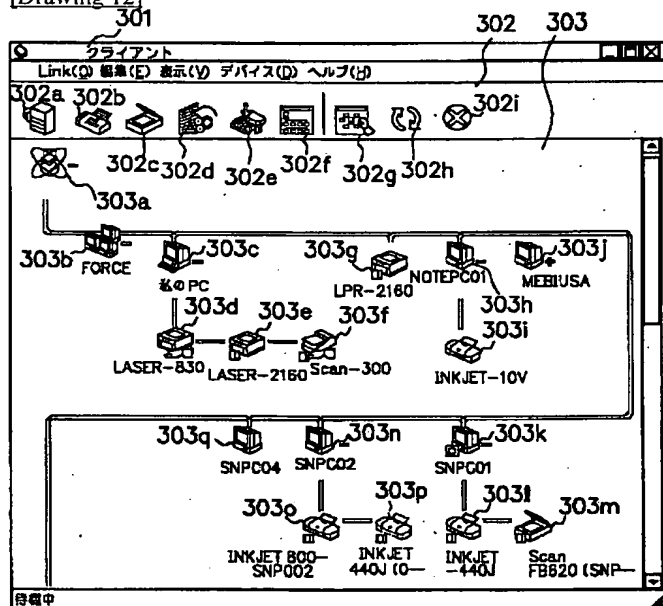 [Drawing 12]
301
302
303
クライアント
Link(O) 編集(E) 表示(V) デバイス(D) ヘルプ(H)
302a
302b
302c
302d
302e
302f
302g
302h
302i
303a
303b
FORCE
303c
私のPC
303g
LPR-2160
NOTEPC01
303h
303j
MEBIUSA
303d
LASER-830
303e
LASER-2160
303f
Scan-300
303i
INKJET-10V
303q
SNPC04
303n
SNPC02
303k
SNPC01
303o
INKJET 800-
SNP002
303p
INKJET
440J (0-
303l
INKJET
-440J
303m
Scan
FB620 (SNP-
待機中